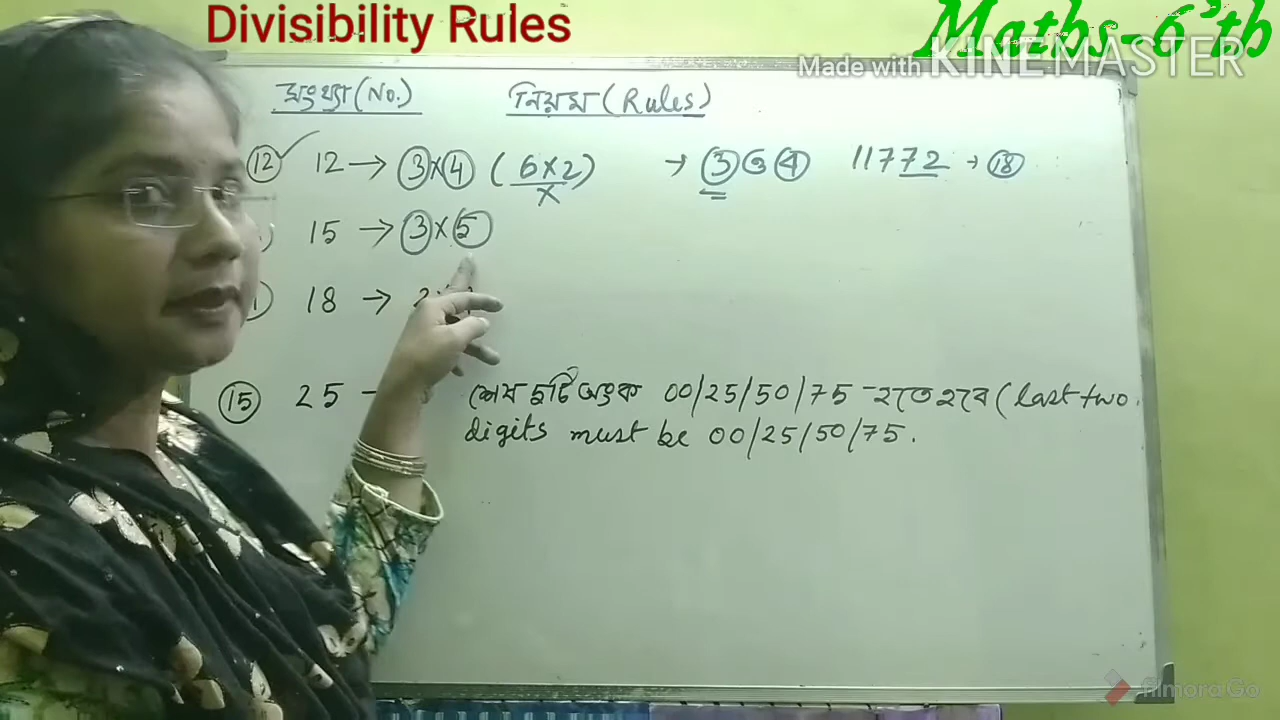 Divisibility Rules
Maths-6'th
Made with KINEMASTER
সংখ্যা (No.) নিয়ম (Rules)
12 12 → 3×4 (6×2) × → 3 ও 4 11772 → 18
15 → 3×5
18 →
15 25 - শেষ দুটি অংক 00/25/50/75 -হতে হবে (last two
digits must be 00/25/50/75.
filmora Go